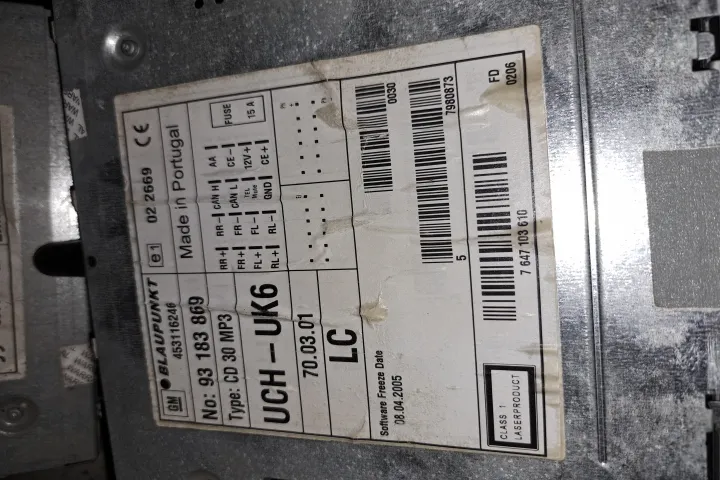 GM BLAUPUNKT
453116246
e1 02 2669 CE
No: 93 183 869
Made in Portugal
Type: CD 30 MP3
RR+ RR- CAN H AA
FR+ FR- CAN L CE-
FL+ FL- TEL Mute 12V+
RL+ RL- GND CE+
FUSE
15 A
UCH - UK6
70.03.01
LC
Software Freeze Date
08.04.2005
0030
5 7980873
7 647 103 610
FD
0206
CLASS 1
LASERPRODUCT